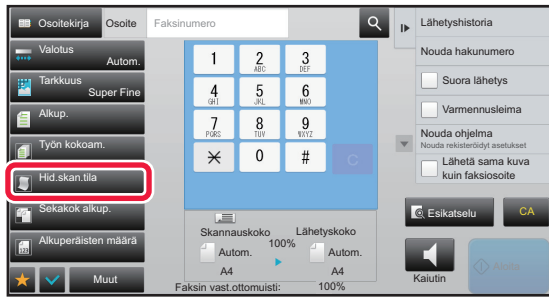 Osoitekirja
Osoite
Faksinumero
Valotus
Autom.
Tarkkuus
Super Fine
Alkup.
Työn kokoam.
Hid.skan.tila
Sekakok alkup.
Alkuperäisten määrä
Muut
1
2
ABC
3
DEF
4
GHI
5
JKL
6
MNO
7
PQRS
8
TUV
9
WXYZ
0
#
C
Skannauskoko
Lähetyskoko
100%
Autom.
A4
Autom.
A4
Faksin vast.ottomuisti:
100%
Lähetyshistoria
Nouda hakunumero
Suora lähetys
Varmennusleima
Nouda ohjelma
Nouda rekisteröidyt asetukset
Lähetä sama kuva
kuin faksiosoite
Esikatselu
CA
Kaiutin
Aloita